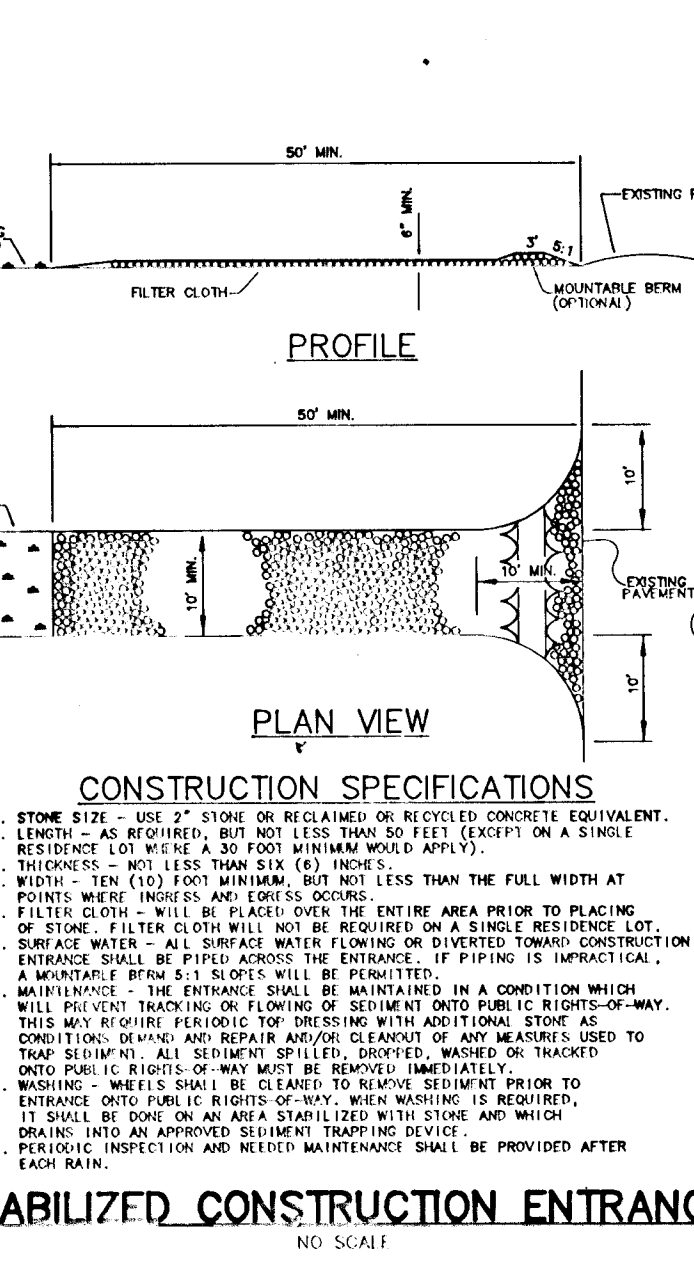 50' MIN.
6" MIN.
EXISTING
3'
5:1
FILTER CLOTH
MOUNTABLE BERM
(OPTIONAL)
PROFILE
50' MIN.
10'
10' MIN.
10' MIN.
EXISTING
PAVEMENT
10'
PLAN VIEW
CONSTRUCTION SPECIFICATIONS
. STONE SIZE - USE 2" STONE OR RECLAIMED OR RECYCLED CONCRETE EQUIVALENT.
. LENGTH - AS REQUIRED, BUT NOT LESS THAN 50 FEET (EXCEPT ON A SINGLE
RESIDENCE LOT WHERE A 30 FOOT MINIMUM WOULD APPLY).
. THICKNESS - NOT LESS THAN SIX (6) INCHES.
. WIDTH - TEN (10) FOOT MINIMUM, BUT NOT LESS THAN THE FULL WIDTH AT
POINTS WHERE INGRESS AND EGRESS OCCURS.
. FILTER CLOTH - WILL BE PLACED OVER THE ENTIRE AREA PRIOR TO PLACING
OF STONE. FILTER CLOTH WILL NOT BE REQUIRED ON A SINGLE RESIDENCE LOT.
. SURFACE WATER - ALL SURFACE WATER FLOWING OR DIVERTED TOWARD CONSTRUCTION
ENTRANCE SHALL BE PIPED ACROSS THE ENTRANCE. IF PIPING IS IMPRACTICAL,
A MOUNTABLE BERM 5:1 SLOPES WILL BE PERMITTED.
. MAINTENANCE - THE ENTRANCE SHALL BE MAINTAINED IN A CONDITION WHICH
WILL PREVENT TRACKING OR FLOWING OF SEDIMENT ONTO PUBLIC RIGHTS-OF-WAY.
THIS MAY REQUIRE PERIODIC TOP DRESSING WITH ADDITIONAL STONE AS
CONDITIONS DEMAND AND REPAIR AND/OR CLEANOUT OF ANY MEASURES USED TO
TRAP SEDIMENT. ALL SEDIMENT SPILLED, DROPPED, WASHED OR TRACKED
ONTO PUBLIC RIGHTS-OF-WAY MUST BE REMOVED IMMEDIATELY.
. WASHING - WHEELS SHALL BE CLEANED TO REMOVE SEDIMENT PRIOR TO
ENTRANCE ONTO PUBLIC RIGHTS-OF-WAY. WHEN WASHING IS REQUIRED,
IT SHALL BE DONE ON AN AREA STABILIZED WITH STONE AND WHICH
DRAINS INTO AN APPROVED SEDIMENT TRAPPING DEVICE.
. PERIODIC INSPECTION AND NEEDED MAINTENANCE SHALL BE PROVIDED AFTER
EACH RAIN.
ABILIZED CONSTRUCTION ENTRANC
NO SCALE